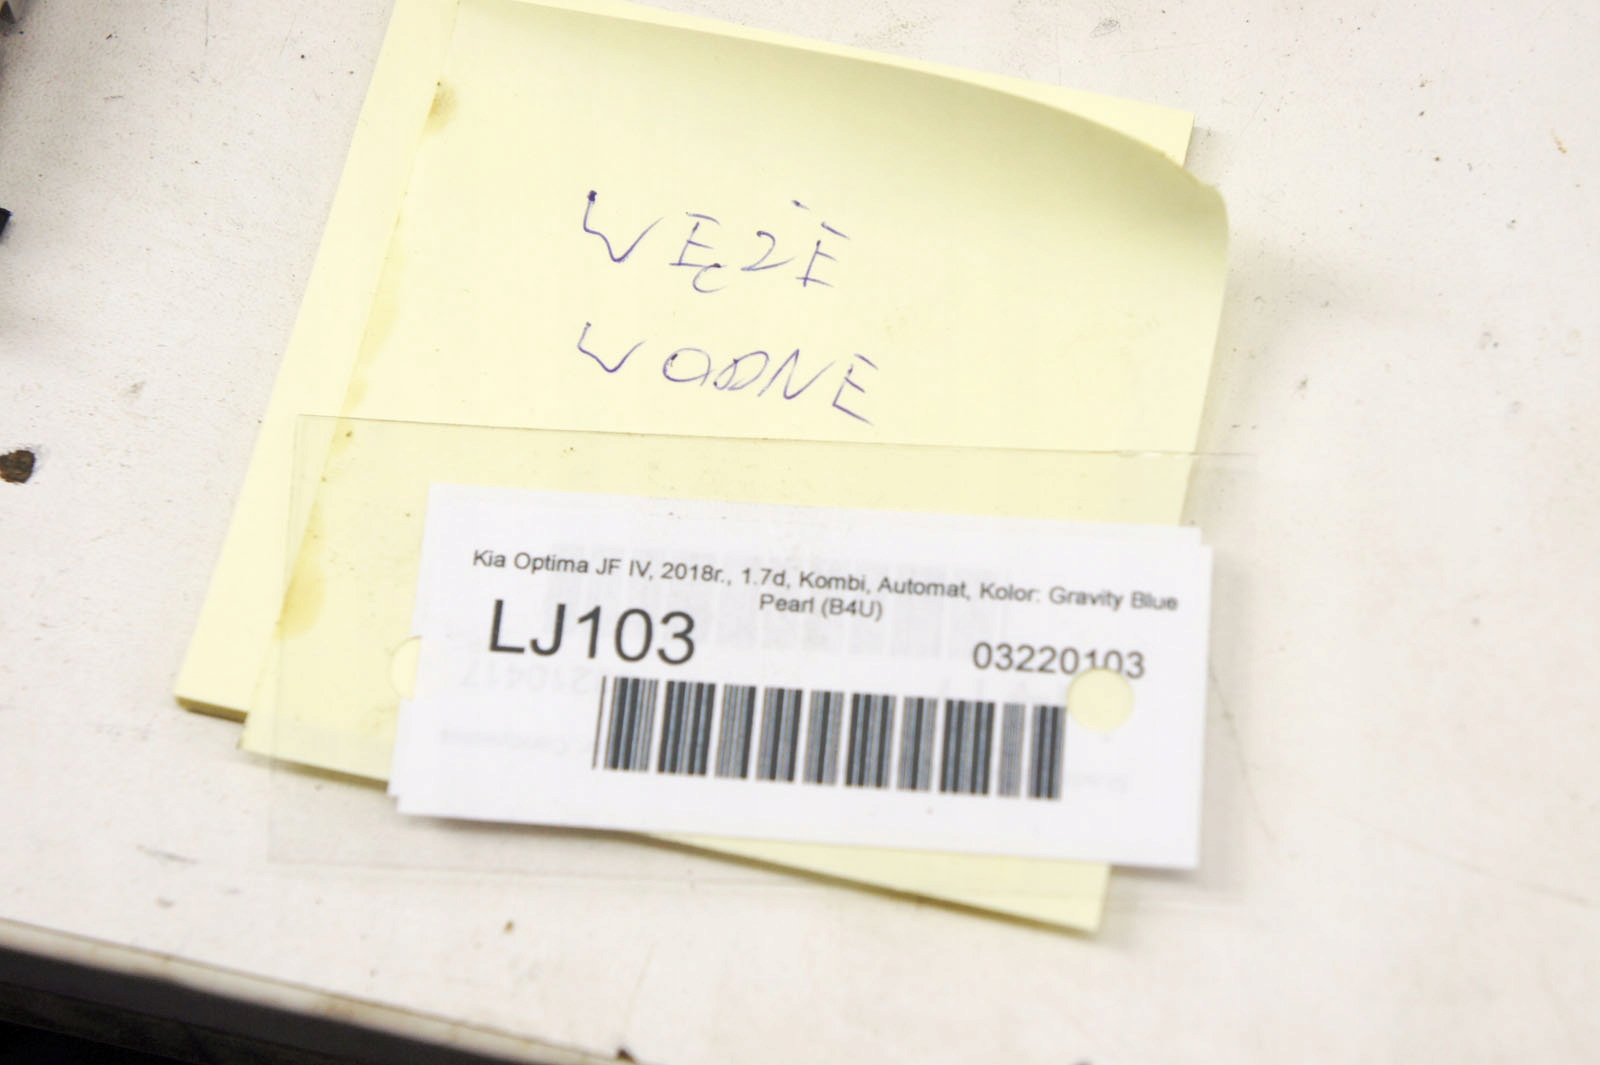 WĘŻE
WODNE
Kia Optima JF IV, 2018r., 1.7d, Kombi, Automat, Kolor: Gravity Blue
Pearl (B4U)
LJ103
03220103